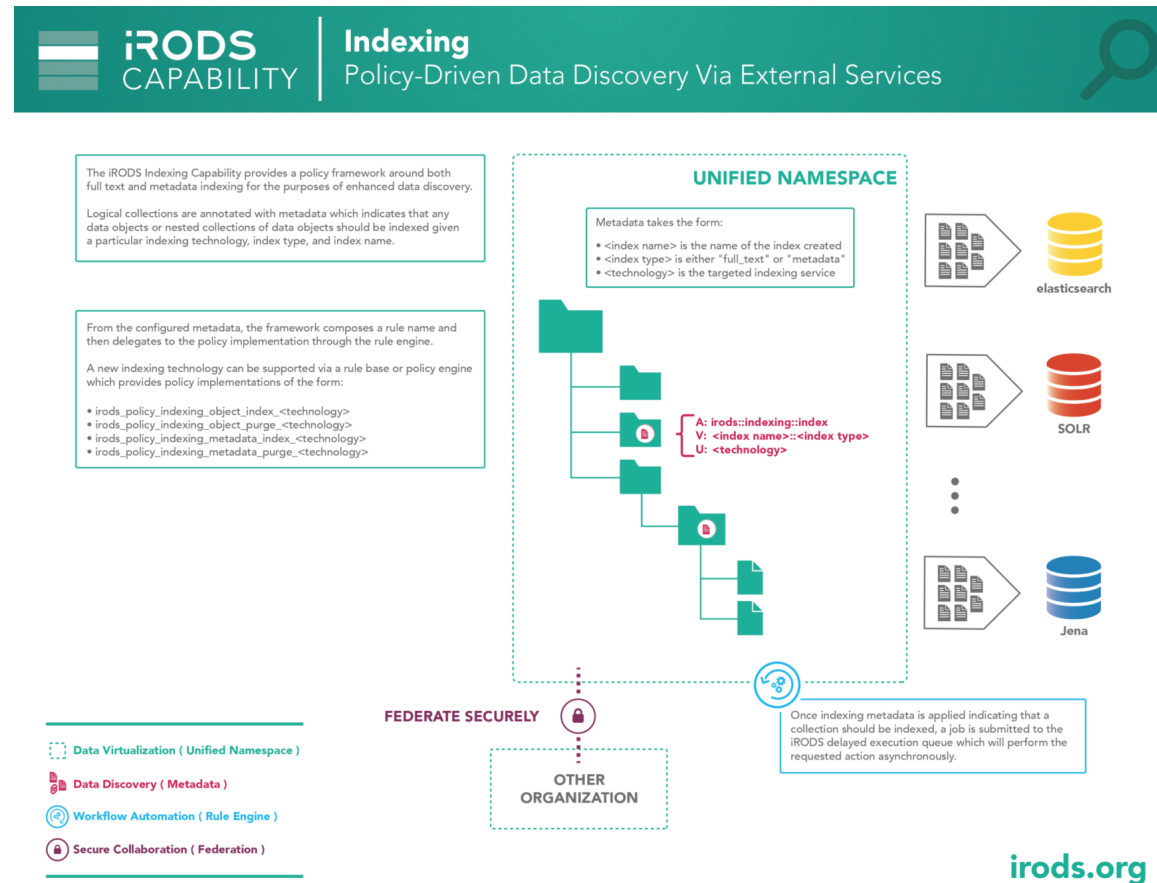 iRODS
CAPABILITY
Indexing
Policy-Driven Data Discovery Via External Services
The iRODS Indexing Capability provides a policy framework around both
full text and metadata indexing for the purposes of enhanced data discovery.
Logical collections are annotated with metadata which indicates that any
data objects or nested collections of data objects should be indexed given
a particular indexing technology, index type, and index name.
From the configured metadata, the framework composes a rule name and
then delegates to the policy implementation through the rule engine.
A new indexing technology can be supported via a rule base or policy engine
which provides policy implementations of the form:
• irods_policy_indexing_object_index_<technology>
• irods_policy_indexing_object_purge_<technology>
• irods_policy_indexing_metadata_index_<technology>
• irods_policy_indexing_metadata_purge_<technology>
UNIFIED NAMESPACE
Metadata takes the form:
• <index name> is the name of the index created
• <index type> is either "full_text" or "metadata"
• <technology> is the targeted indexing service
A: irods::indexing::index
V: <index name>::<index type>
U: <technology>
elasticsearch
SOLR
Jena
Once indexing metadata is applied indicating that a
collection should be indexed, a job is submitted to the
iRODS delayed execution queue which will perform the
requested action asynchronously.
FEDERATE SECURELY
OTHER
ORGANIZATION
Data Virtualization ( Unified Namespace )
Data Discovery ( Metadata )
Workflow Automation ( Rule Engine )
Secure Collaboration ( Federation )
irods.org